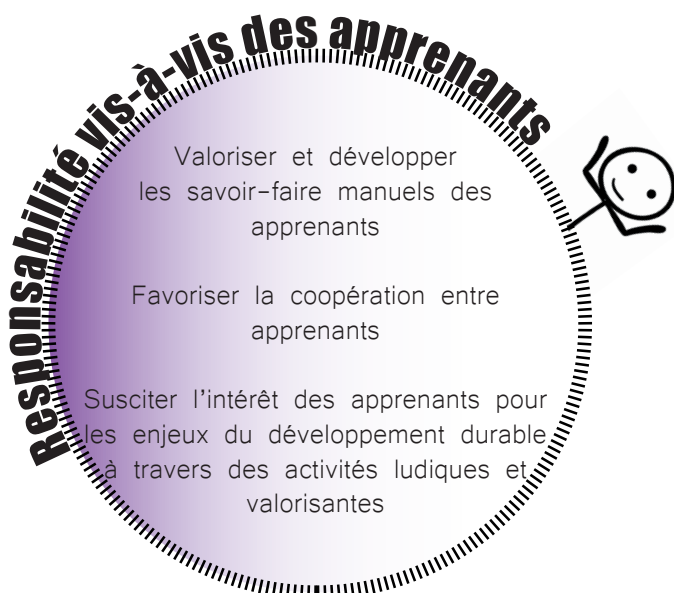 Responsabilité vis-à-vis des apprenants
Valoriser et développer
les savoir-faire manuels des
apprenants
Favoriser la coopération entre
apprenants
Susciter l'intérêt des apprenants pour
les enjeux du développement durable
à travers des activités ludiques et
valorisantes